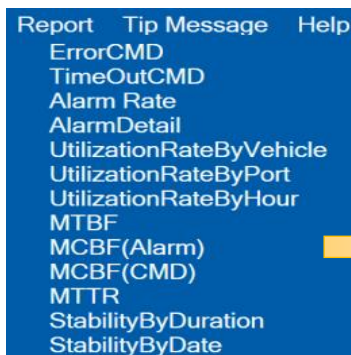 Report Tip Message Help
ErrorCMD
TimeOutCMD
Alarm Rate
AlarmDetail
UtilizationRateByVehicle
UtilizationRateByPort
UtilizationRateByHour
MTBF
MCBF(Alarm)
MCBF(CMD)
MTTR
StabilityByDuration
StabilityByDate